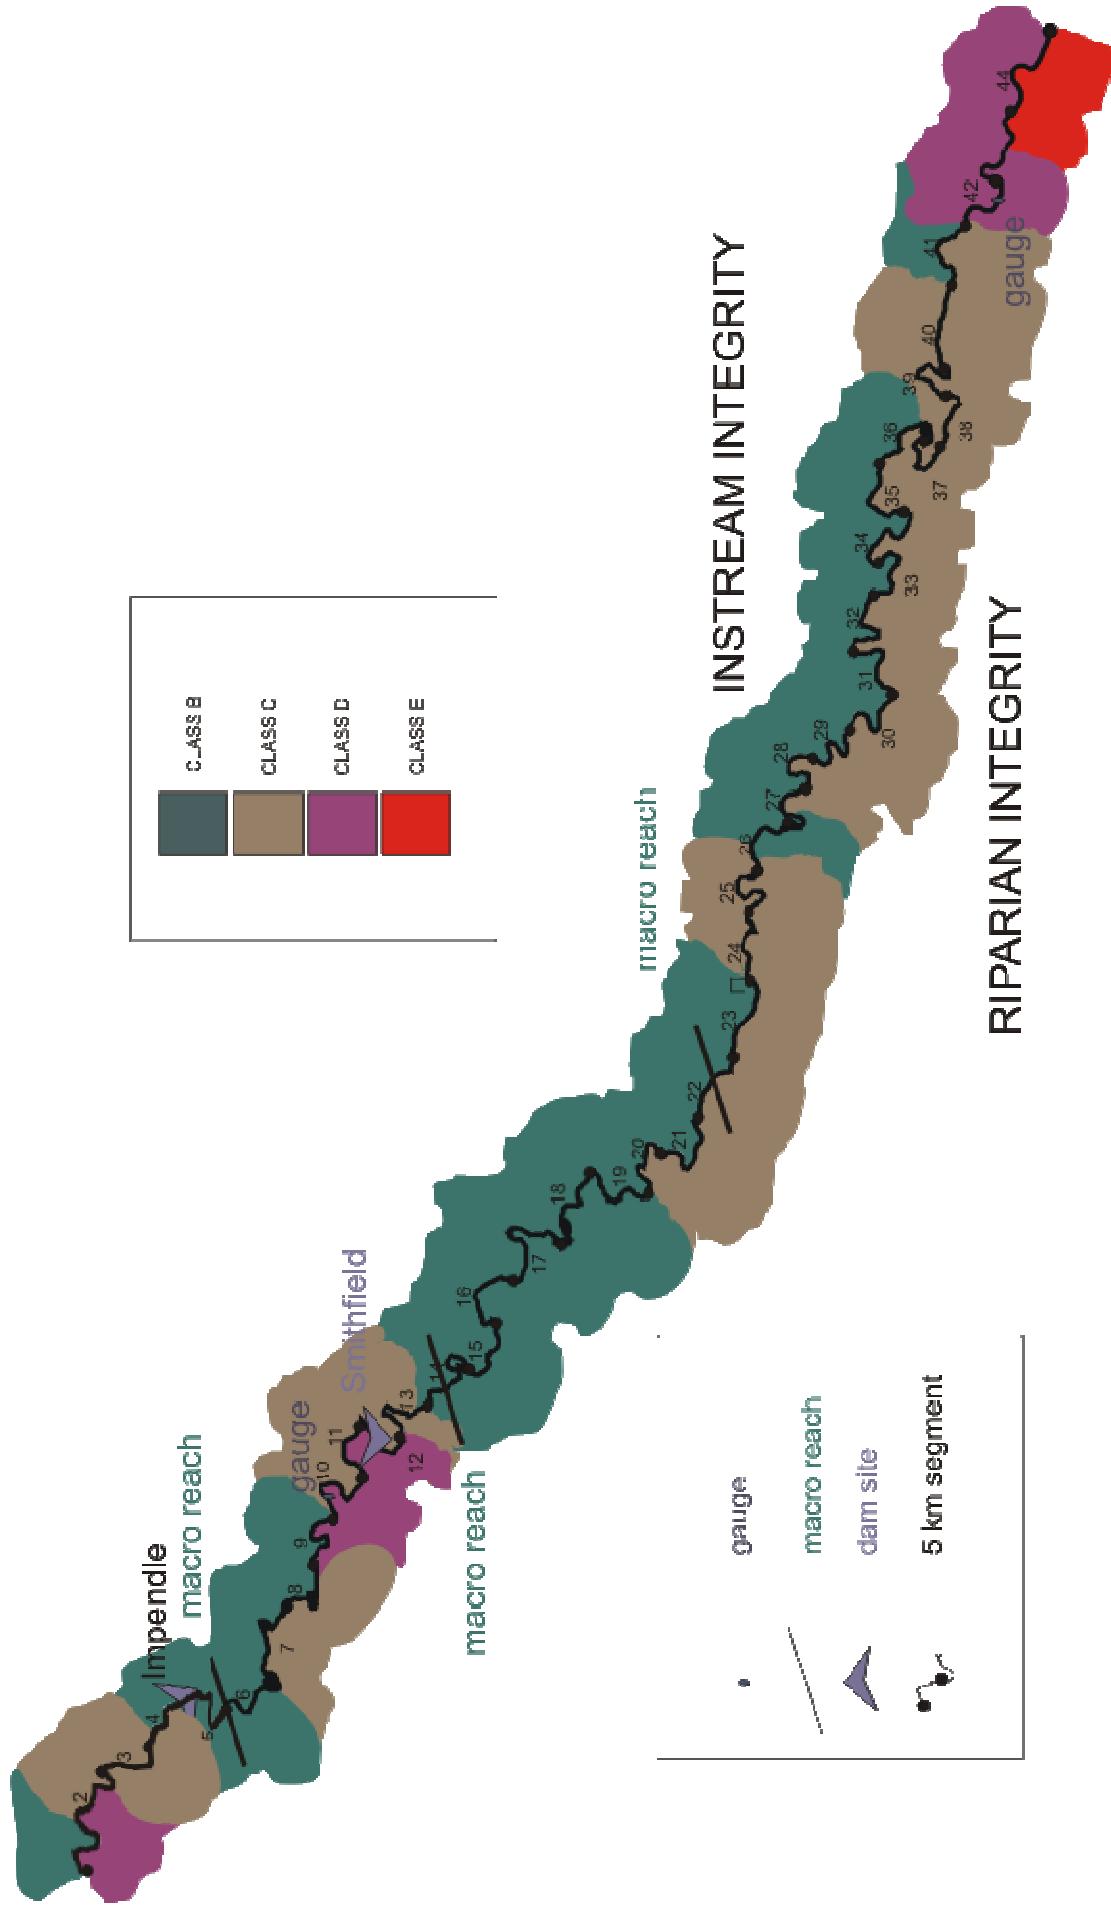 CLASS B
CLASS C
CLASS D
CLASS E
Impendle
macro reach
gauge
Smithfield
macro reach
macro reach
INSTREAM INTEGRITY
RIPARIAN INTEGRITY
gauge
2
3
4
5
6
7
8
9
10
11
12
13
14
15
16
17
18
19
20
21
22
23
24
25
26
27
28
29
30
31
32
33
34
35
36
37
38
39
40
41
42
44
gauge
macro reach
dam site
5 km segment